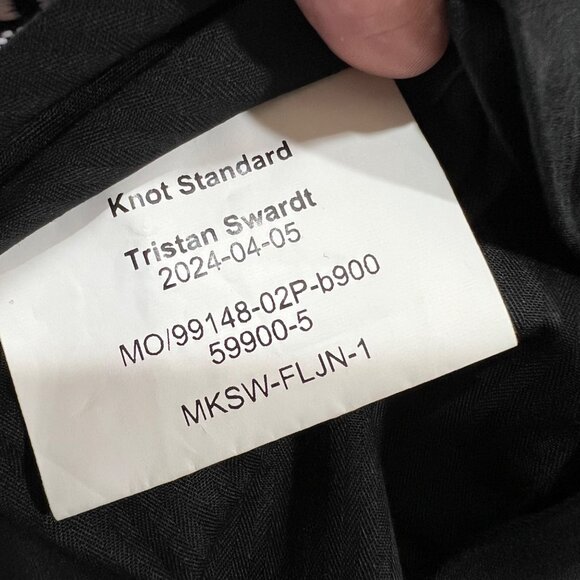 Knot Standard
Tristan Swardt
2024-04-05
MO/99148-02P-b900
59900-5
MKSW-FLJN-1